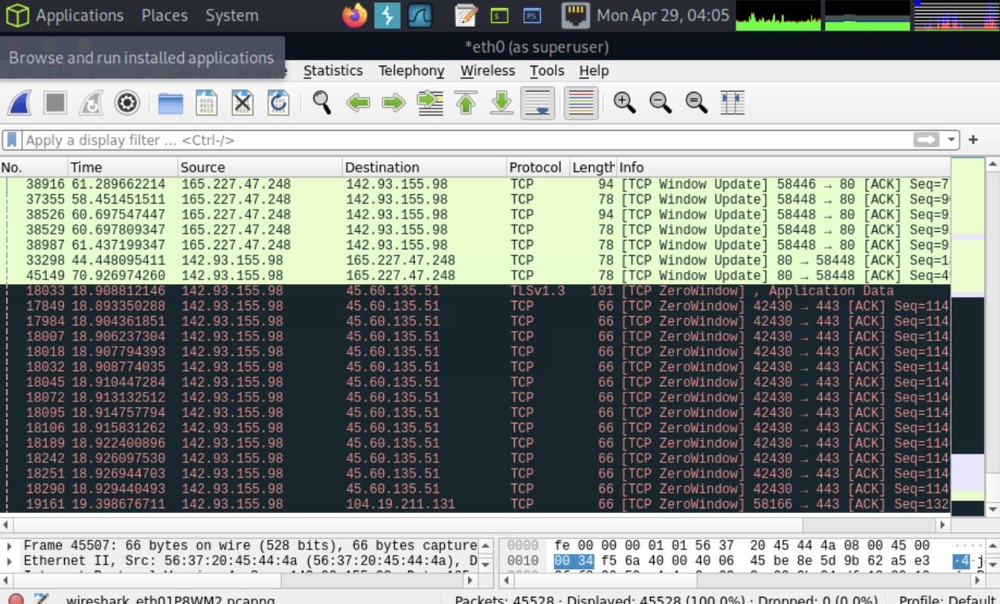 Applications Places System Mon Apr 29, 04:05
*eth0 (as superuser)
Browse and run installed applications
File Edit View Go Capture Analyze Statistics Telephony Wireless Tools Help
Apply a display filter ... <Ctrl-/>
No. Time Source Destination Protocol Length Info
38916 61.289662214 165.227.47.248 142.93.155.98 TCP 94 [TCP Window Update] 58446 → 80 [ACK] Seq=7
37355 58.451451511 165.227.47.248 142.93.155.98 TCP 78 [TCP Window Update] 58448 → 80 [ACK] Seq=9
38526 60.697547447 165.227.47.248 142.93.155.98 TCP 94 [TCP Window Update] 58448 → 80 [ACK] Seq=9
38529 60.697809347 165.227.47.248 142.93.155.98 TCP 78 [TCP Window Update] 58448 → 80 [ACK] Seq=9
38987 61.437199347 165.227.47.248 142.93.155.98 TCP 78 [TCP Window Update] 58448 → 80 [ACK] Seq=9
33298 44.448095411 142.93.155.98 165.227.47.248 TCP 78 [TCP Window Update] 80 → 58448 [ACK] Seq=1
45149 70.926974260 142.93.155.98 165.227.47.248 TCP 78 [TCP Window Update] 80 → 58448 [ACK] Seq=4
18033 18.908812146 142.93.155.98 45.60.135.51 TLSv1.3 101 [TCP ZeroWindow] , Application Data
17849 18.893350288 142.93.155.98 45.60.135.51 TCP 66 [TCP ZeroWindow] 42430 → 443 [ACK] Seq=114
17984 18.904361851 142.93.155.98 45.60.135.51 TCP 66 [TCP ZeroWindow] 42430 → 443 [ACK] Seq=114
18007 18.906237304 142.93.155.98 45.60.135.51 TCP 66 [TCP ZeroWindow] 42430 → 443 [ACK] Seq=114
18018 18.907794393 142.93.155.98 45.60.135.51 TCP 66 [TCP ZeroWindow] 42430 → 443 [ACK] Seq=114
18032 18.908774035 142.93.155.98 45.60.135.51 TCP 66 [TCP ZeroWindow] 42430 → 443 [ACK] Seq=114
18045 18.910447284 142.93.155.98 45.60.135.51 TCP 66 [TCP ZeroWindow] 42430 → 443 [ACK] Seq=114
18072 18.913132512 142.93.155.98 45.60.135.51 TCP 66 [TCP ZeroWindow] 42430 → 443 [ACK] Seq=114
18095 18.914757794 142.93.155.98 45.60.135.51 TCP 66 [TCP ZeroWindow] 42430 → 443 [ACK] Seq=114
18106 18.915831262 142.93.155.98 45.60.135.51 TCP 66 [TCP ZeroWindow] 42430 → 443 [ACK] Seq=114
18189 18.922400896 142.93.155.98 45.60.135.51 TCP 66 [TCP ZeroWindow] 42430 → 443 [ACK] Seq=114
18242 18.926097530 142.93.155.98 45.60.135.51 TCP 66 [TCP ZeroWindow] 42430 → 443 [ACK] Seq=114
18251 18.926944703 142.93.155.98 45.60.135.51 TCP 66 [TCP ZeroWindow] 42430 → 443 [ACK] Seq=114
18290 18.929440493 142.93.155.98 45.60.135.51 TCP 66 [TCP ZeroWindow] 42430 → 443 [ACK] Seq=114
19161 19.398676711 142.93.155.98 104.19.211.131 TCP 66 [TCP ZeroWindow] 58166 → 443 [ACK] Seq=132
Frame 45507: 66 bytes on wire (528 bits), 66 bytes capture
Ethernet II, Src: 56:37:20:45:44:4a (56:37:20:45:44:4a), D
0000 fe 00 00 00 01 01 56 37 20 45 44 4a 08 00 45 00 ····
0010 00 34 f5 6a 40 00 40 06 45 be 8e 5d 9b 62 a5 e3 ·4·j
wireshark_eth01P8WM2.pcapng Packets: 45528 · Displayed: 45528 (100.0%) · Dropped: 0 (0.0%) Profile: Default